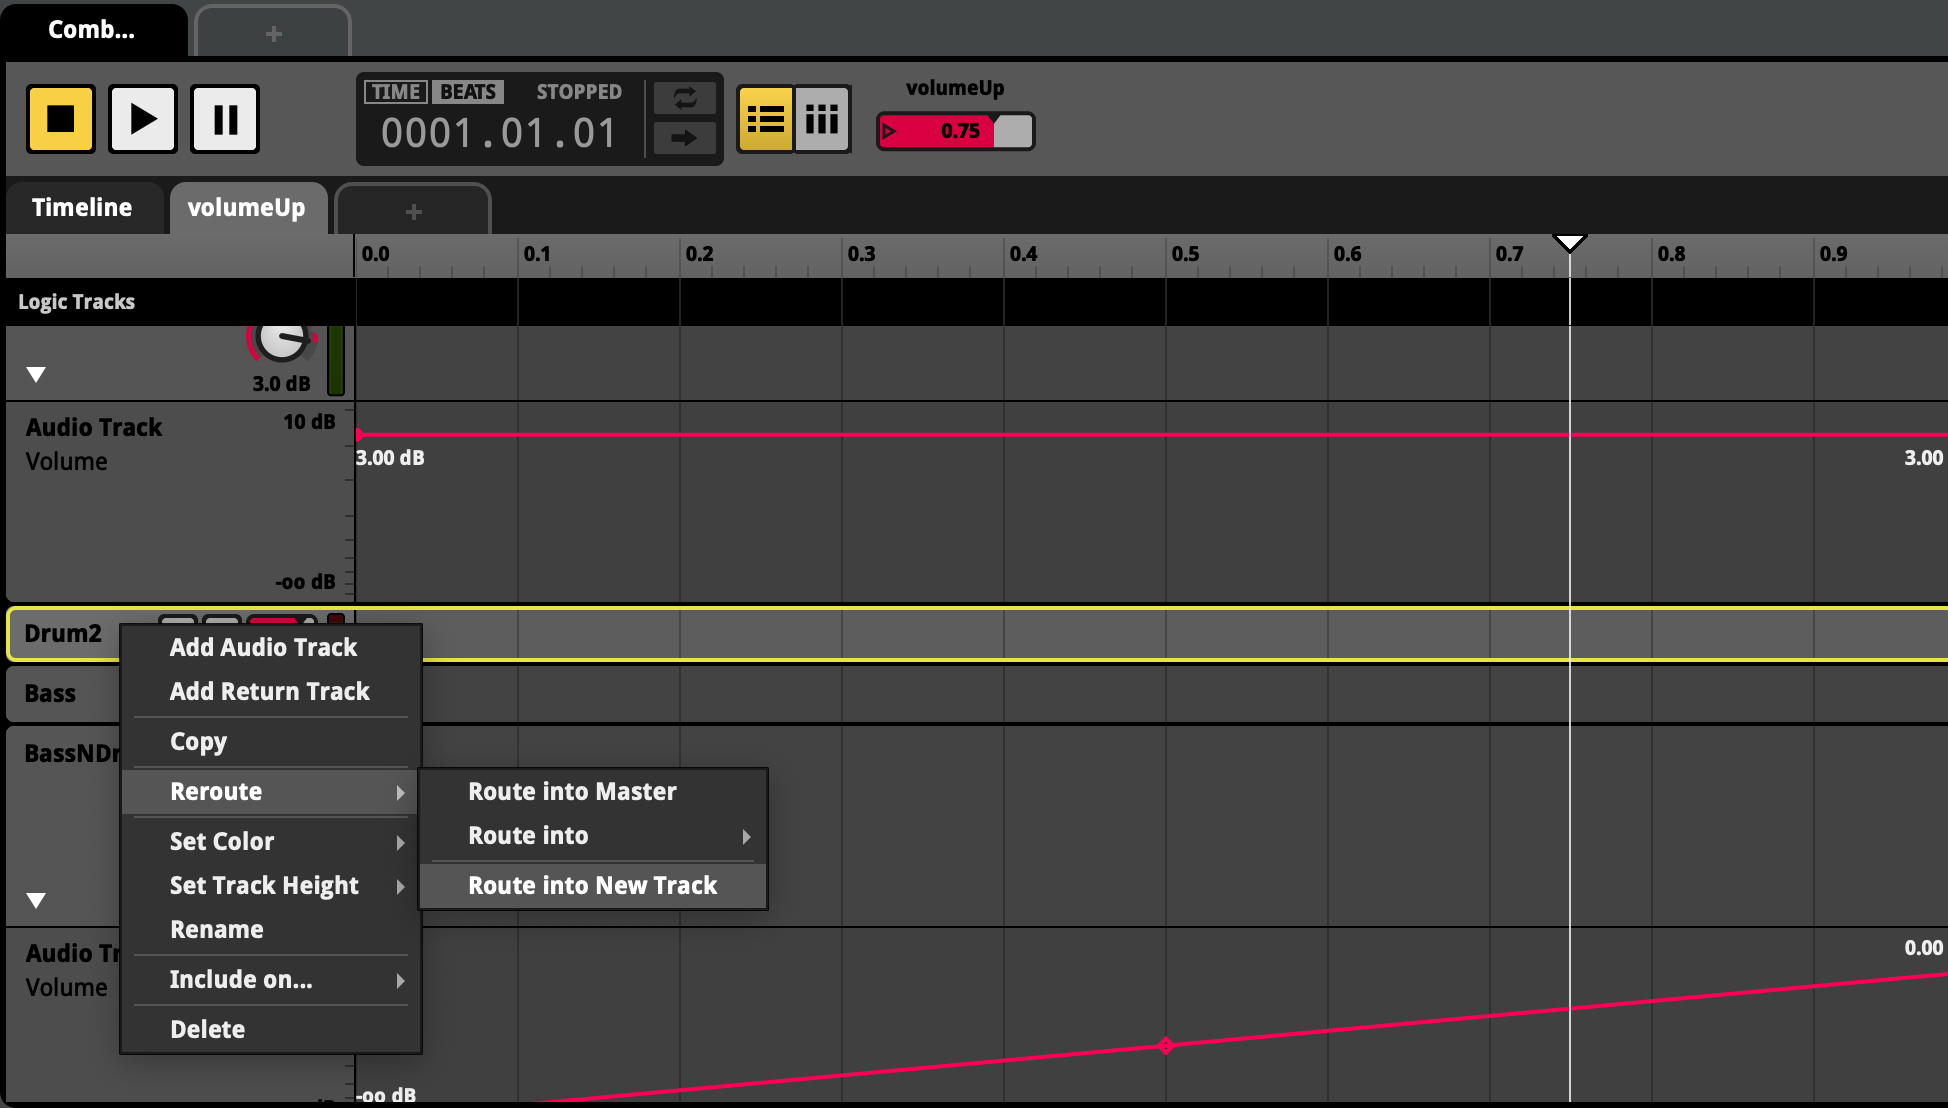 Comb...
+
TIME BEATS STOPPED
0001.01.01
volumeUp
0.75
Timeline
volumeUp
+
0.0 0.1 0.2 0.3 0.4 0.5 0.6 0.7 0.8 0.9
Logic Tracks
3.0 dB
Audio Track
Volume
10 dB
3.00 dB
3.00
-oo dB
Drum2
Bass
BassNDr
Add Audio Track
Add Return Track
Copy
Reroute
Set Color
Set Track Height
Rename
Include on...
Delete
Route into Master
Route into
Route into New Track
Audio Tr
Volume
0.00
-oo dB